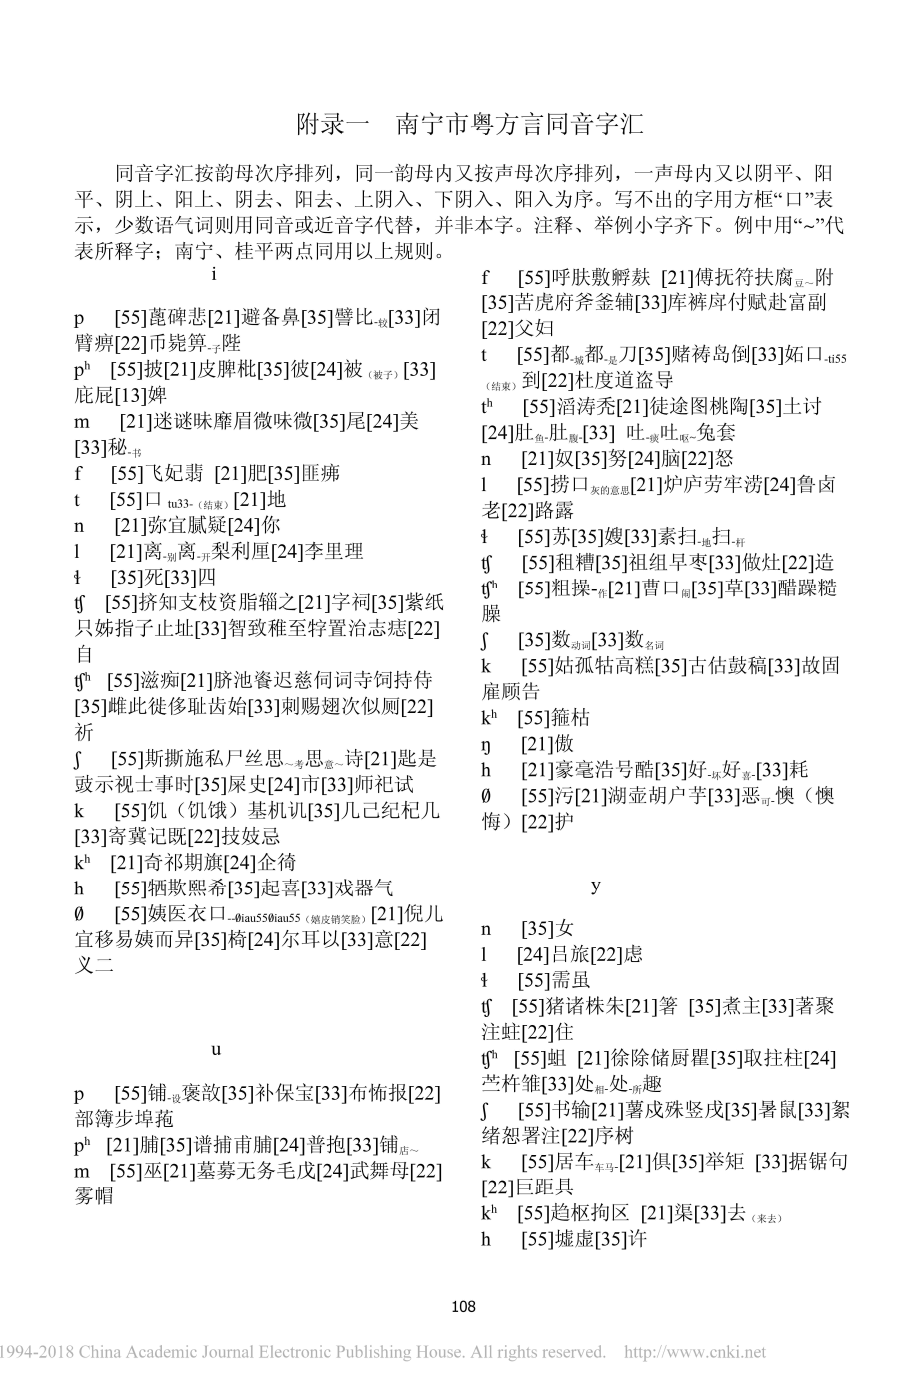 附录一　南宁市粤方言同音字汇
同音字汇按韵母次序排列，同一韵母内又按声母次序排列，一声母内又以阴平、阳
平、阴上、阳上、阴去、阳去、上阴入、下阴入、阳入为序。写不出的字用方框“口”表
示，少数语气词则用同音或近音字代替，并非本字。注释、举例小字齐下。例中用“~”代
表所释字；南宁、桂平两点同用以上规则。
i
p [55]蓖碑悲[21]避备鼻[35]譬比-较[33]闭
臂痹[22]币毙箅-子陛
pʰ [55]披[21]皮脾枇[35]彼[24]被（被子）[33]
庇屁[13]婢
m [21]迷谜昧靡眉微味微[35]尾[24]美
[33]秘-书
f [55]飞妃翡 [21]肥[35]匪痱
t [55]口 tu33-（结束）[21]地
n [21]弥宜腻疑[24]你
l [21]离-别离-开梨利厘[24]李里理
ɬ [35]死[33]四
ʧ [55]挤知支枝资脂辎之[21]字祠[35]紫纸
只姊指子止址[33]智致稚至牸置治志痣[22]
自
ʧʰ [55]滋痴[21]脐池餈迟慈伺词寺饲持侍
[35]雌此徙侈耻齿始[33]刺赐翅次似厕[22]
祈
ʃ [55]斯撕施私尸丝思~考思意~诗[21]匙是
豉示视士事时[35]屎史[24]市[33]师祀试
k [55]饥（饥饿）基机讥[35]几己纪杞几
[33]寄冀记既[22]技妓忌
kʰ [21]奇祁期旗[24]企徛
h [55]牺欺熙希[35]起喜[33]戏器气
Ø [55]姨医衣口--Øiau55Øiau55（嬉皮销笑脸）[21]倪儿
宜移易姨而异[35]椅[24]尔耳以[33]意[22]
义二
u
p [55]铺-设褒敨[35]补保宝[33]布怖报[22]
部簿步埠菢
pʰ [21]脯[35]谱捕甫脯[24]普抱[33]铺店~
m [55]巫[21]墓募无务毛戊[24]武舞母[22]
雾帽
f [55]呼肤敷孵麸 [21]傅抚符扶腐豆~附
[35]苦虎府斧釜辅[33]库裤戽付赋赴富副
[22]父妇
t [55]都-城都-是刀[35]赌祷岛倒[33]妬口-ti55
（结束）到[22]杜度道盗导
tʰ [55]滔涛秃[21]徒途图桃陶[35]土讨
[24]肚鱼-肚腹-[33] 吐-痰吐呕~兔套
n [21]奴[35]努[24]脑[22]怒
l [55]捞口灰的意思[21]炉庐劳牢涝[24]鲁卤
老[22]路露
ɬ [55]苏[35]嫂[33]素扫-地扫-杆
ʧ [55]租糟[35]祖组早枣[33]做灶[22]造
ʧʰ [55]粗操-作[21]曹口闹[35]草[33]醋躁糙
臊
ʃ [35]数动词[33]数名词
k [55]姑孤牯高糕[35]古估鼓稿[33]故固
雇顾告
kʰ [55]箍枯
ŋ [21]傲
h [21]豪毫浩号酷[35]好-坏好喜-[33]耗
Ø [55]污[21]湖壶胡户芋[33]恶可-懊（懊
悔）[22]护
y
n [35]女
l [24]吕旅[22]虑
ɬ [55]需虽
ʧ [55]猪诸株朱[21]箸 [35]煮主[33]著聚
注蛀[22]住
ʧʰ [55]蛆 [21]徐除储厨瞿[35]取拄柱[24]
苎杵雏[33]处相-处-所趣
ʃ [55]书输[21]薯戍殊竖戌[35]暑鼠[33]絮
绪恕署注[22]序树
k [55]居车车马-[21]俱[35]举矩 [33]据锯句
[22]巨距具
kʰ [55]趋枢拘区 [21]渠[33]去（来去）
h [55]墟虚[35]许
108
1994-2018 China Academic Journal Electronic Publishing House. All rights reserved. http://www.cnki.net